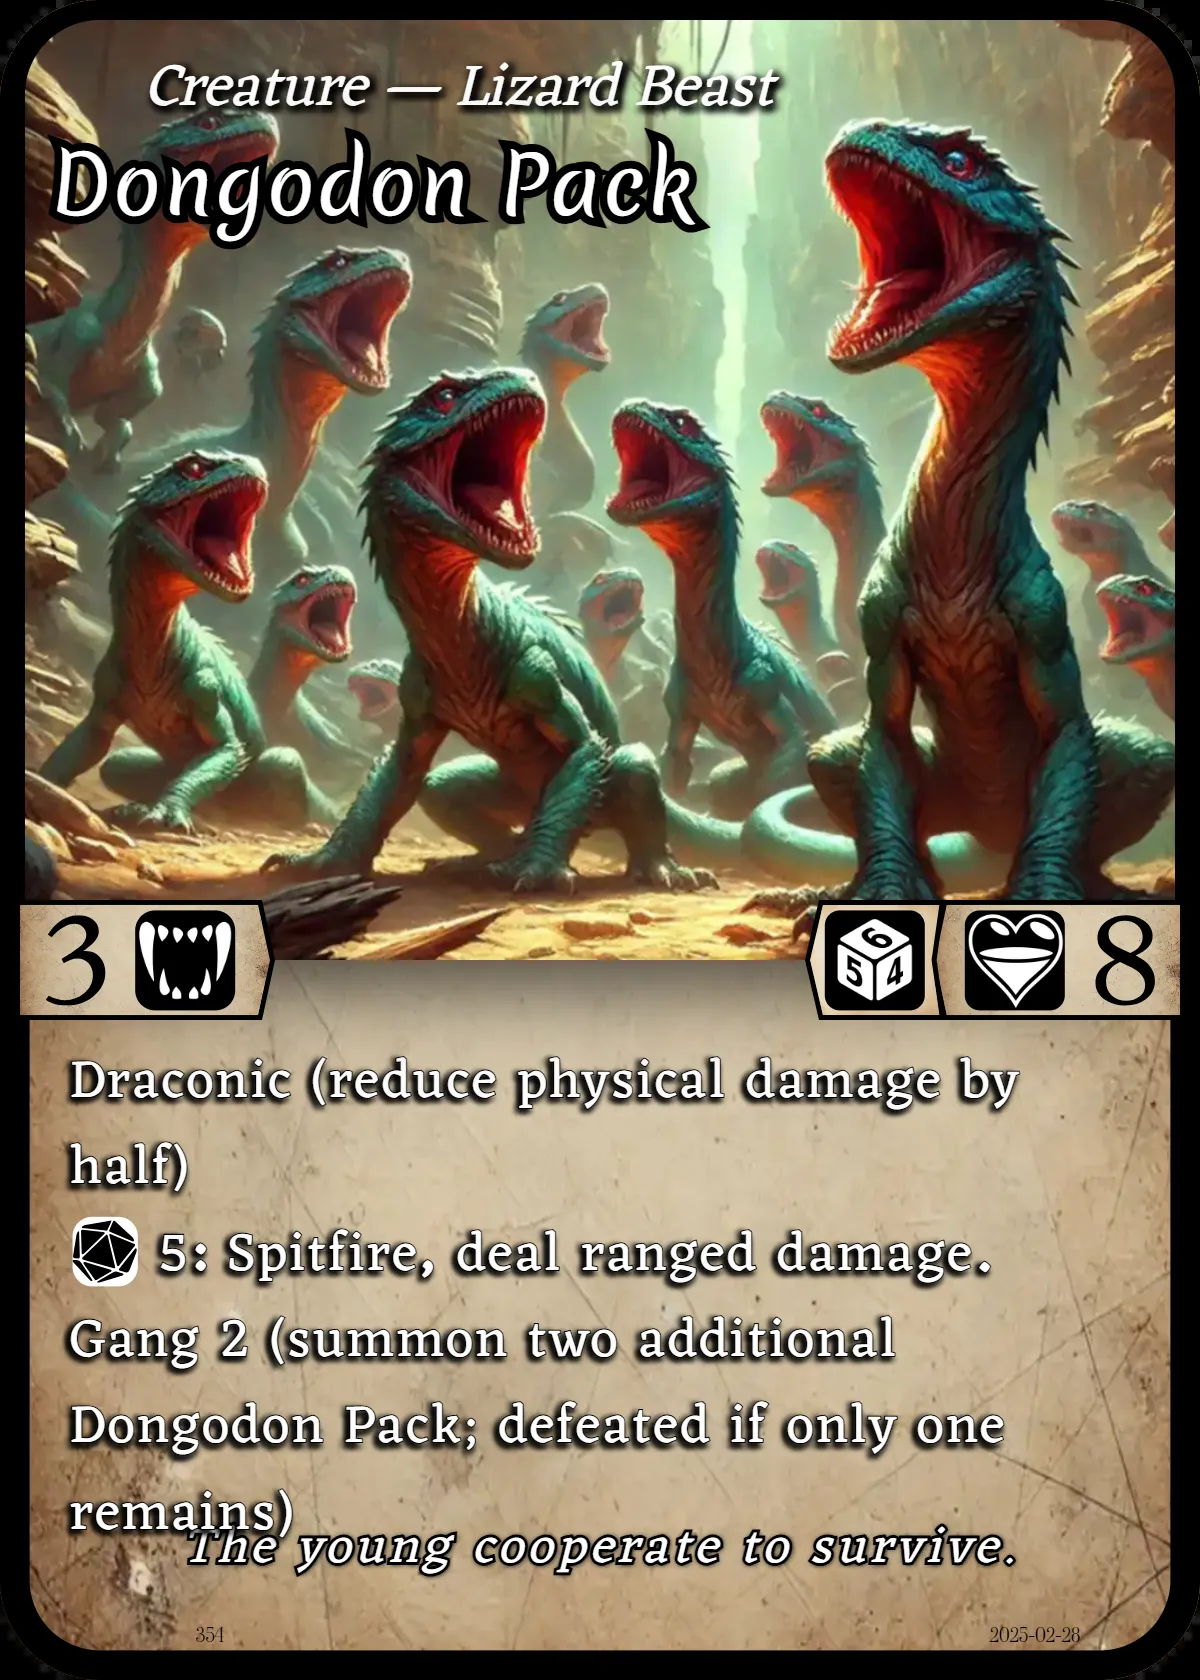 Creature — Lizard Beast
Dongodon Pack
3
6
5 4
8
Draconic (reduce physical damage by
half)
5: Spitfire, deal ranged damage.
Gang 2 (summon two additional
Dongodon Pack; defeated if only one
remains)
The young cooperate to survive.
354
2025-02-28